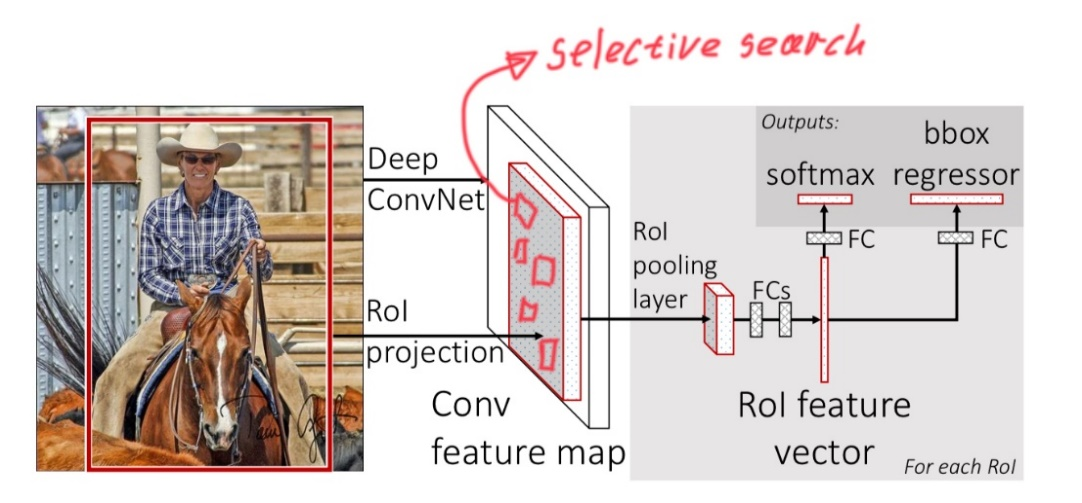 selective search
Deep
ConvNet
RoI
projection
Conv
feature map
RoI
pooling
layer
FCs
RoI feature
vector
For each RoI
Outputs:
softmax
bbox
regressor
FC
FC